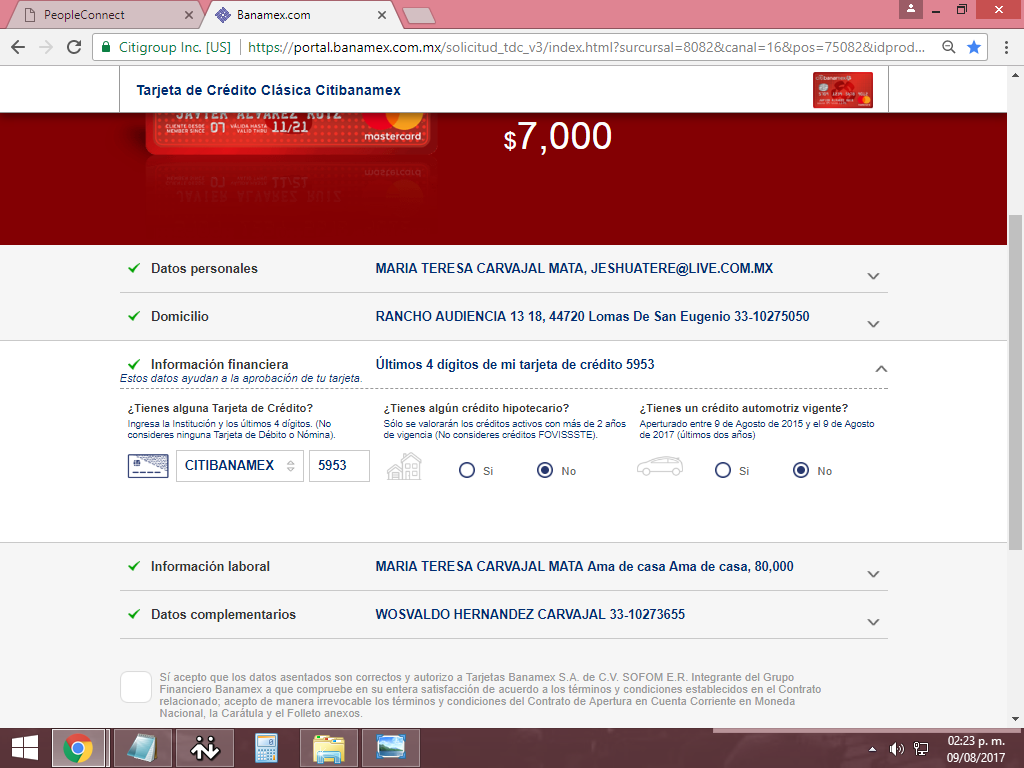 PeopleConnect
Banamex.com
Citigroup Inc. [US]
https://portal.banamex.com.mx/solicitud_tdc_v3/index.html?surcursal=8082&canal=16&pos=75082&idprod...
Tarjeta de Crédito Clásica Citibanamex
JAVIER ALVAREZ RUIZ
CLIENTE DESDE MEMBER SINCE 07 VÁLIDA HASTA VALID THRU 11/21
mastercard
$7,000
Datos personales
MARIA TERESA CARVAJAL MATA, JESHUATERE@LIVE.COM.MX
Domicilio
RANCHO AUDIENCIA 13 18, 44720 Lomas De San Eugenio 33-10275050
Información financiera
Últimos 4 dígitos de mi tarjeta de crédito 5953
Estos datos ayudan a la aprobación de tu tarjeta.
¿Tienes alguna Tarjeta de Crédito?
Ingresa la Institución y los últimos 4 dígitos. (No
consideres ninguna Tarjeta de Débito o Nómina).
CITIBANAMEX
5953
¿Tienes algún crédito hipotecario?
Sólo se valorarán los créditos activos con más de 2 años
de vigencia (No consideres créditos FOVISSSTE).
Si
No
¿Tienes un crédito automotriz vigente?
Aperturado entre 9 de Agosto de 2015 y el 9 de Agosto
de 2017 (últimos dos años)
Si
No
Información laboral
MARIA TERESA CARVAJAL MATA Ama de casa Ama de casa, 80,000
Datos complementarios
WOSVALDO HERNANDEZ CARVAJAL 33-10273655
Sí acepto que los datos asentados son correctos y autorizo a Tarjetas Banamex S.A. de C.V. SOFOM E.R. Integrante del Grupo
Financiero Banamex a que compruebe en su entera satisfacción de acuerdo a los términos y condiciones establecidos en el Contrato
relacionado; acepto de manera irrevocable los términos y condiciones del Contrato de Apertura en Cuenta Corriente en Moneda
Nacional, la Carátula y el Folleto anexos.
02:23 p. m.
09/08/2017